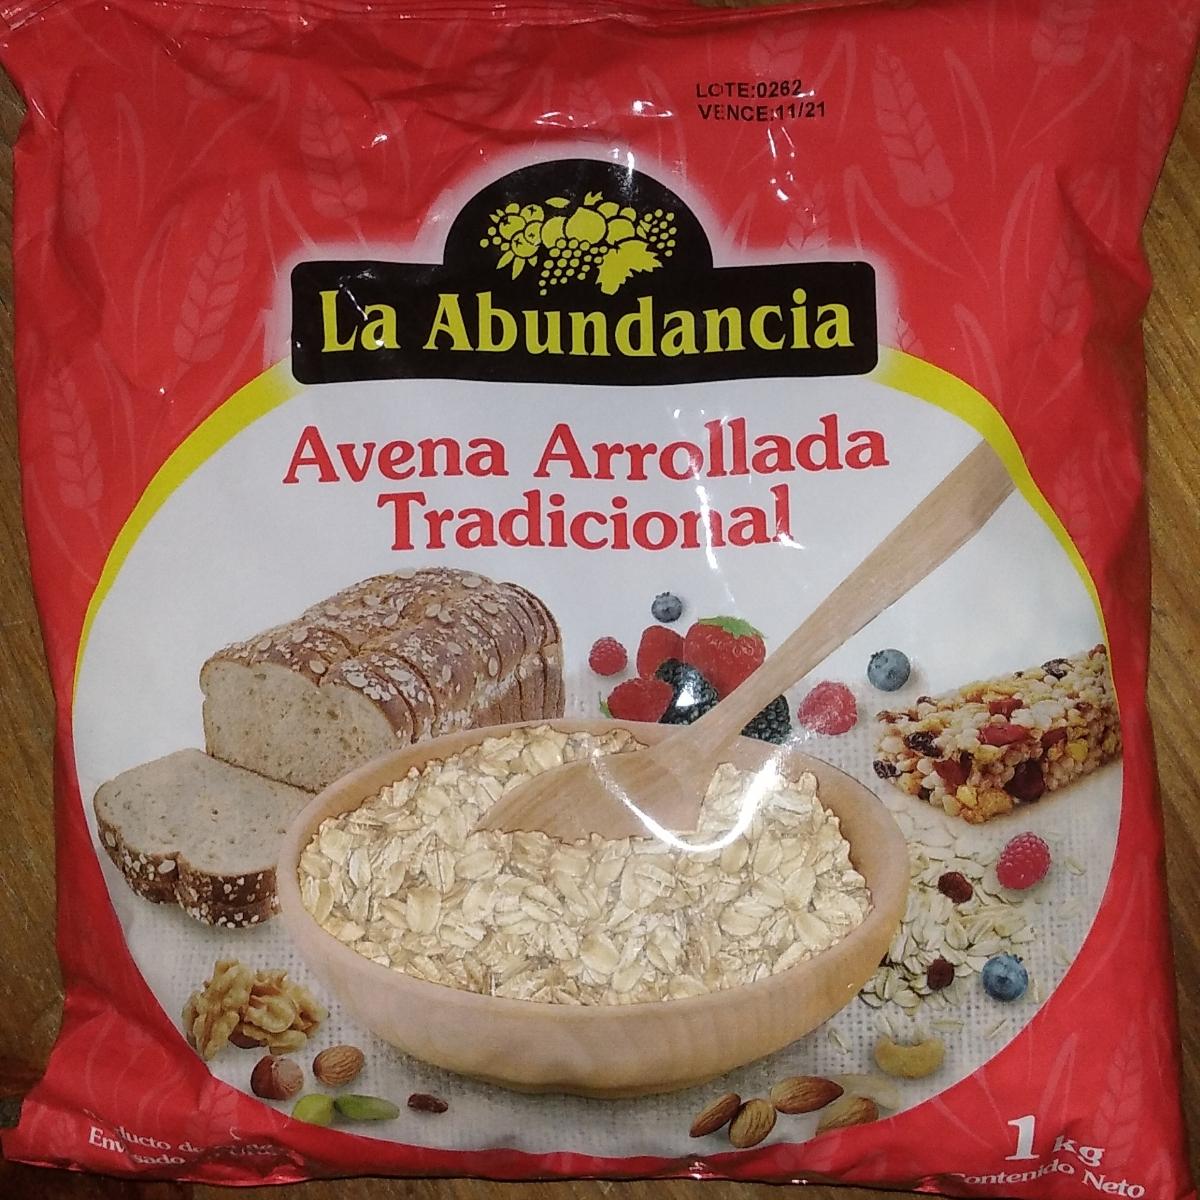 LOTE:0262
VENCE:11/21
La Abundancia
Avena Arrollada
Tradicional
1 kg
Contenido Neto